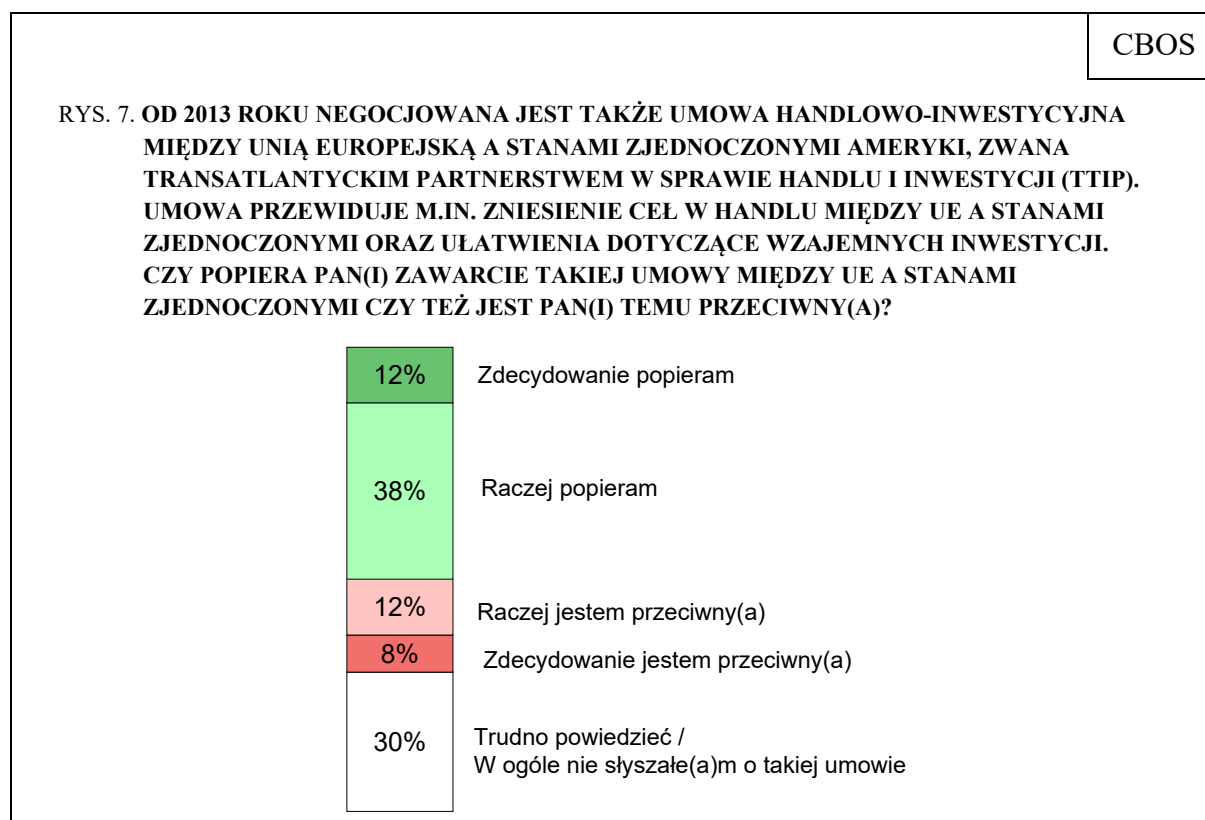 CBOS
RYS. 7. OD 2013 ROKU NEGOCJOWANA JEST TAKŻE UMOWA HANDLOWO-INWESTYCYJNA
MIĘDZY UNIĄ EUROPEJSKĄ A STANAMI ZJEDNOCZONYMI AMERYKI, ZWANA
TRANSATLANTYCKIM PARTNERSTWEM W SPRAWIE HANDLU I INWESTYCJI (TTIP).
UMOWA PRZEWIDUJE M.IN. ZNIESIENIE CEŁ W HANDLU MIĘDZY UE A STANAMI
ZJEDNOCZONYMI ORAZ UŁATWIENIA DOTYCZĄCE WZAJEMNYCH INWESTYCJI.
CZY POPIERA PAN(I) ZAWARCIE TAKIEJ UMOWY MIĘDZY UE A STANAMI
ZJEDNOCZONYMI CZY TEŻ JEST PAN(I) TEMU PRZECIWNY(A)?
12% Zdecydowanie popieram
38% Raczej popieram
12% Raczej jestem przeciwny(a)
8% Zdecydowanie jestem przeciwny(a)
30% Trudno powiedzieć /
W ogóle nie słyszałe(a)m o takiej umowie